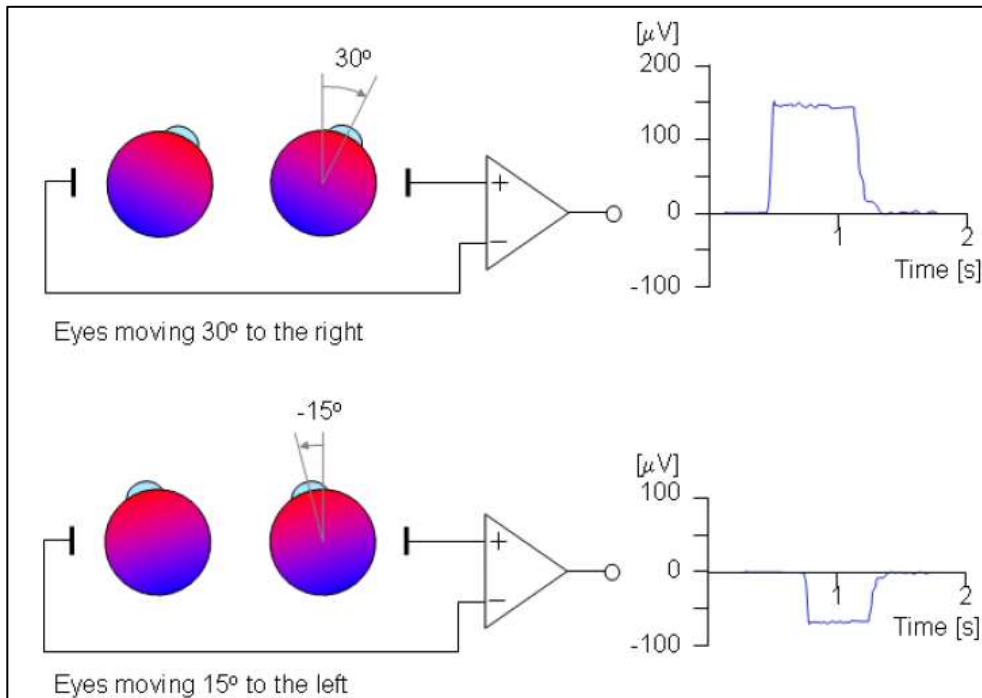 30º
+
−
Eyes moving 30º to the right
[μV]
200
100
0
-100
1
2
Time [s]
-15º
+
−
Eyes moving 15º to the left
[μV]
100
0
-100
1
2
Time [s]